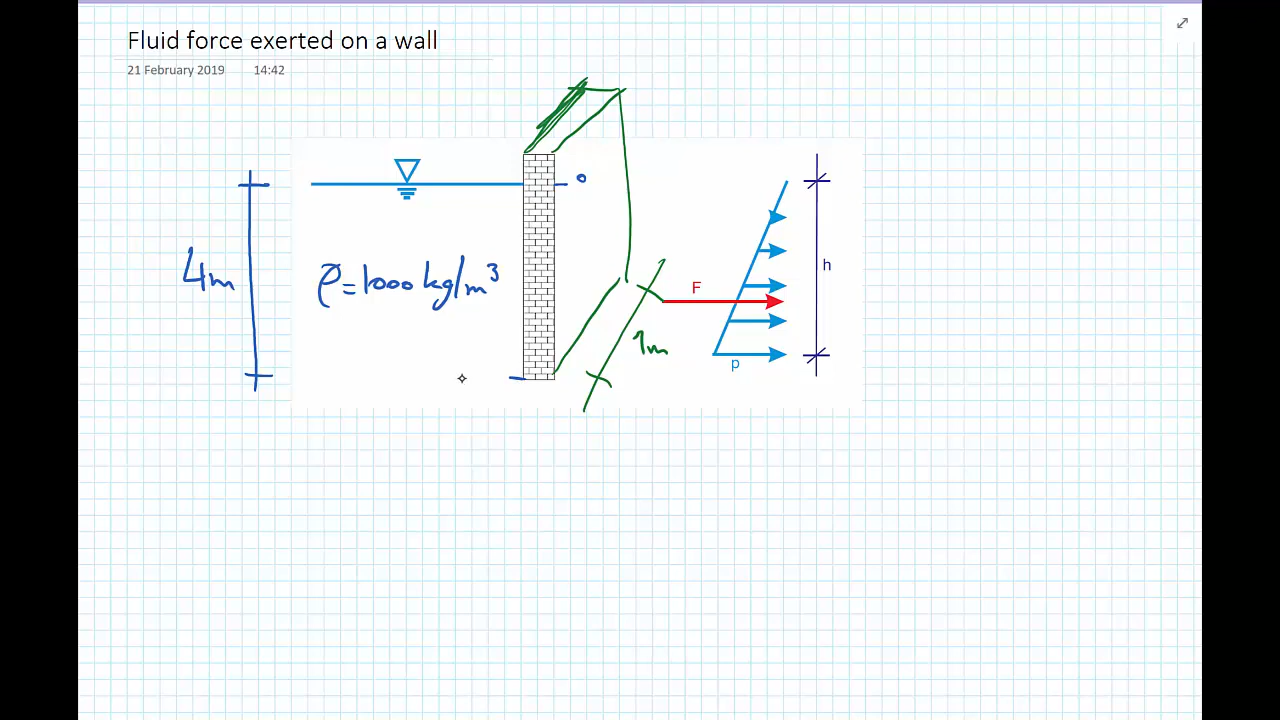 Fluid force exerted on a wall
21 February 2019 14:42
0
4m
ρ=1000 kg/m³
h
F
1m
p